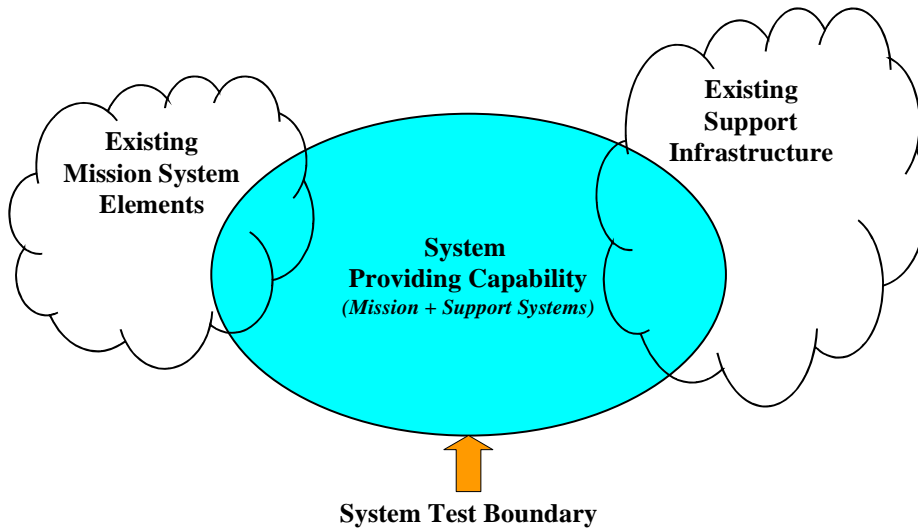 Existing
Mission System
Elements
Existing
Support
Infrastructure
System
Providing Capability
(Mission + Support Systems)
System Test Boundary